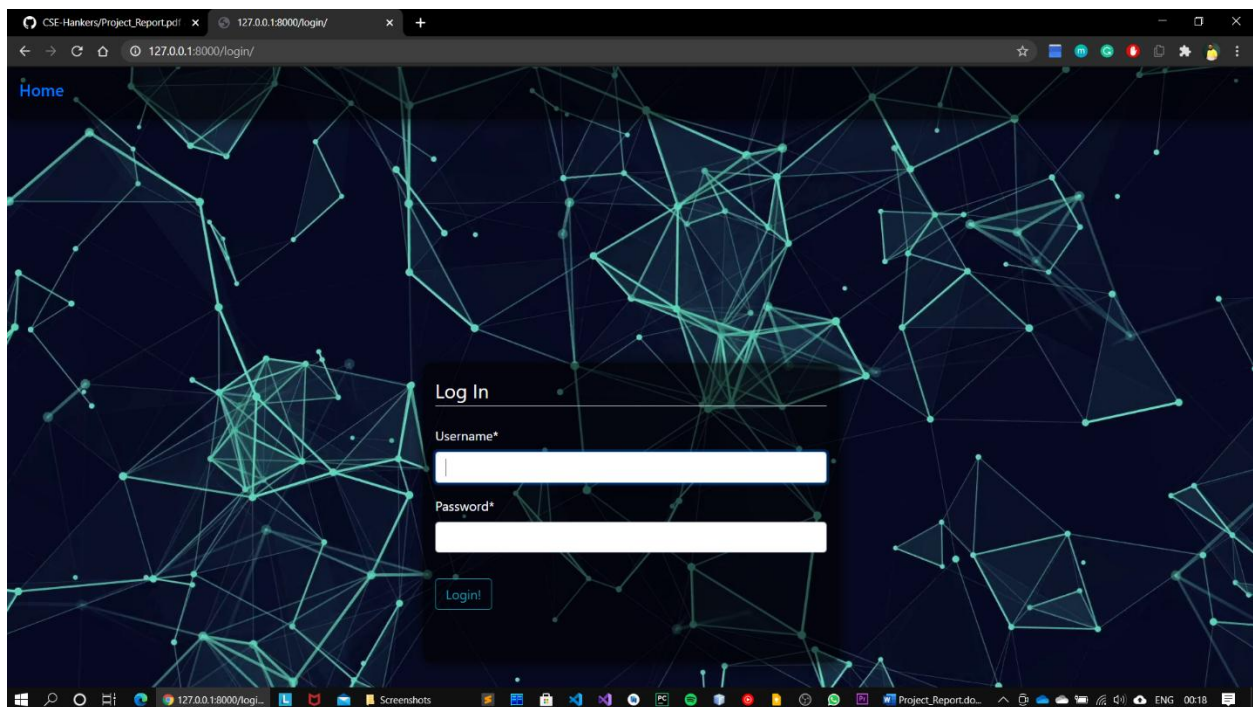 CSE-Hankers/Project_Report.pdf
127.0.0.1:8000/login/
127.0.0.1:8000/login/
Home
Log In
Username*
Password*
Login!
127.0.0.1:8000/logi...
Screenshots
Project_Report.do...
ENG
00:18